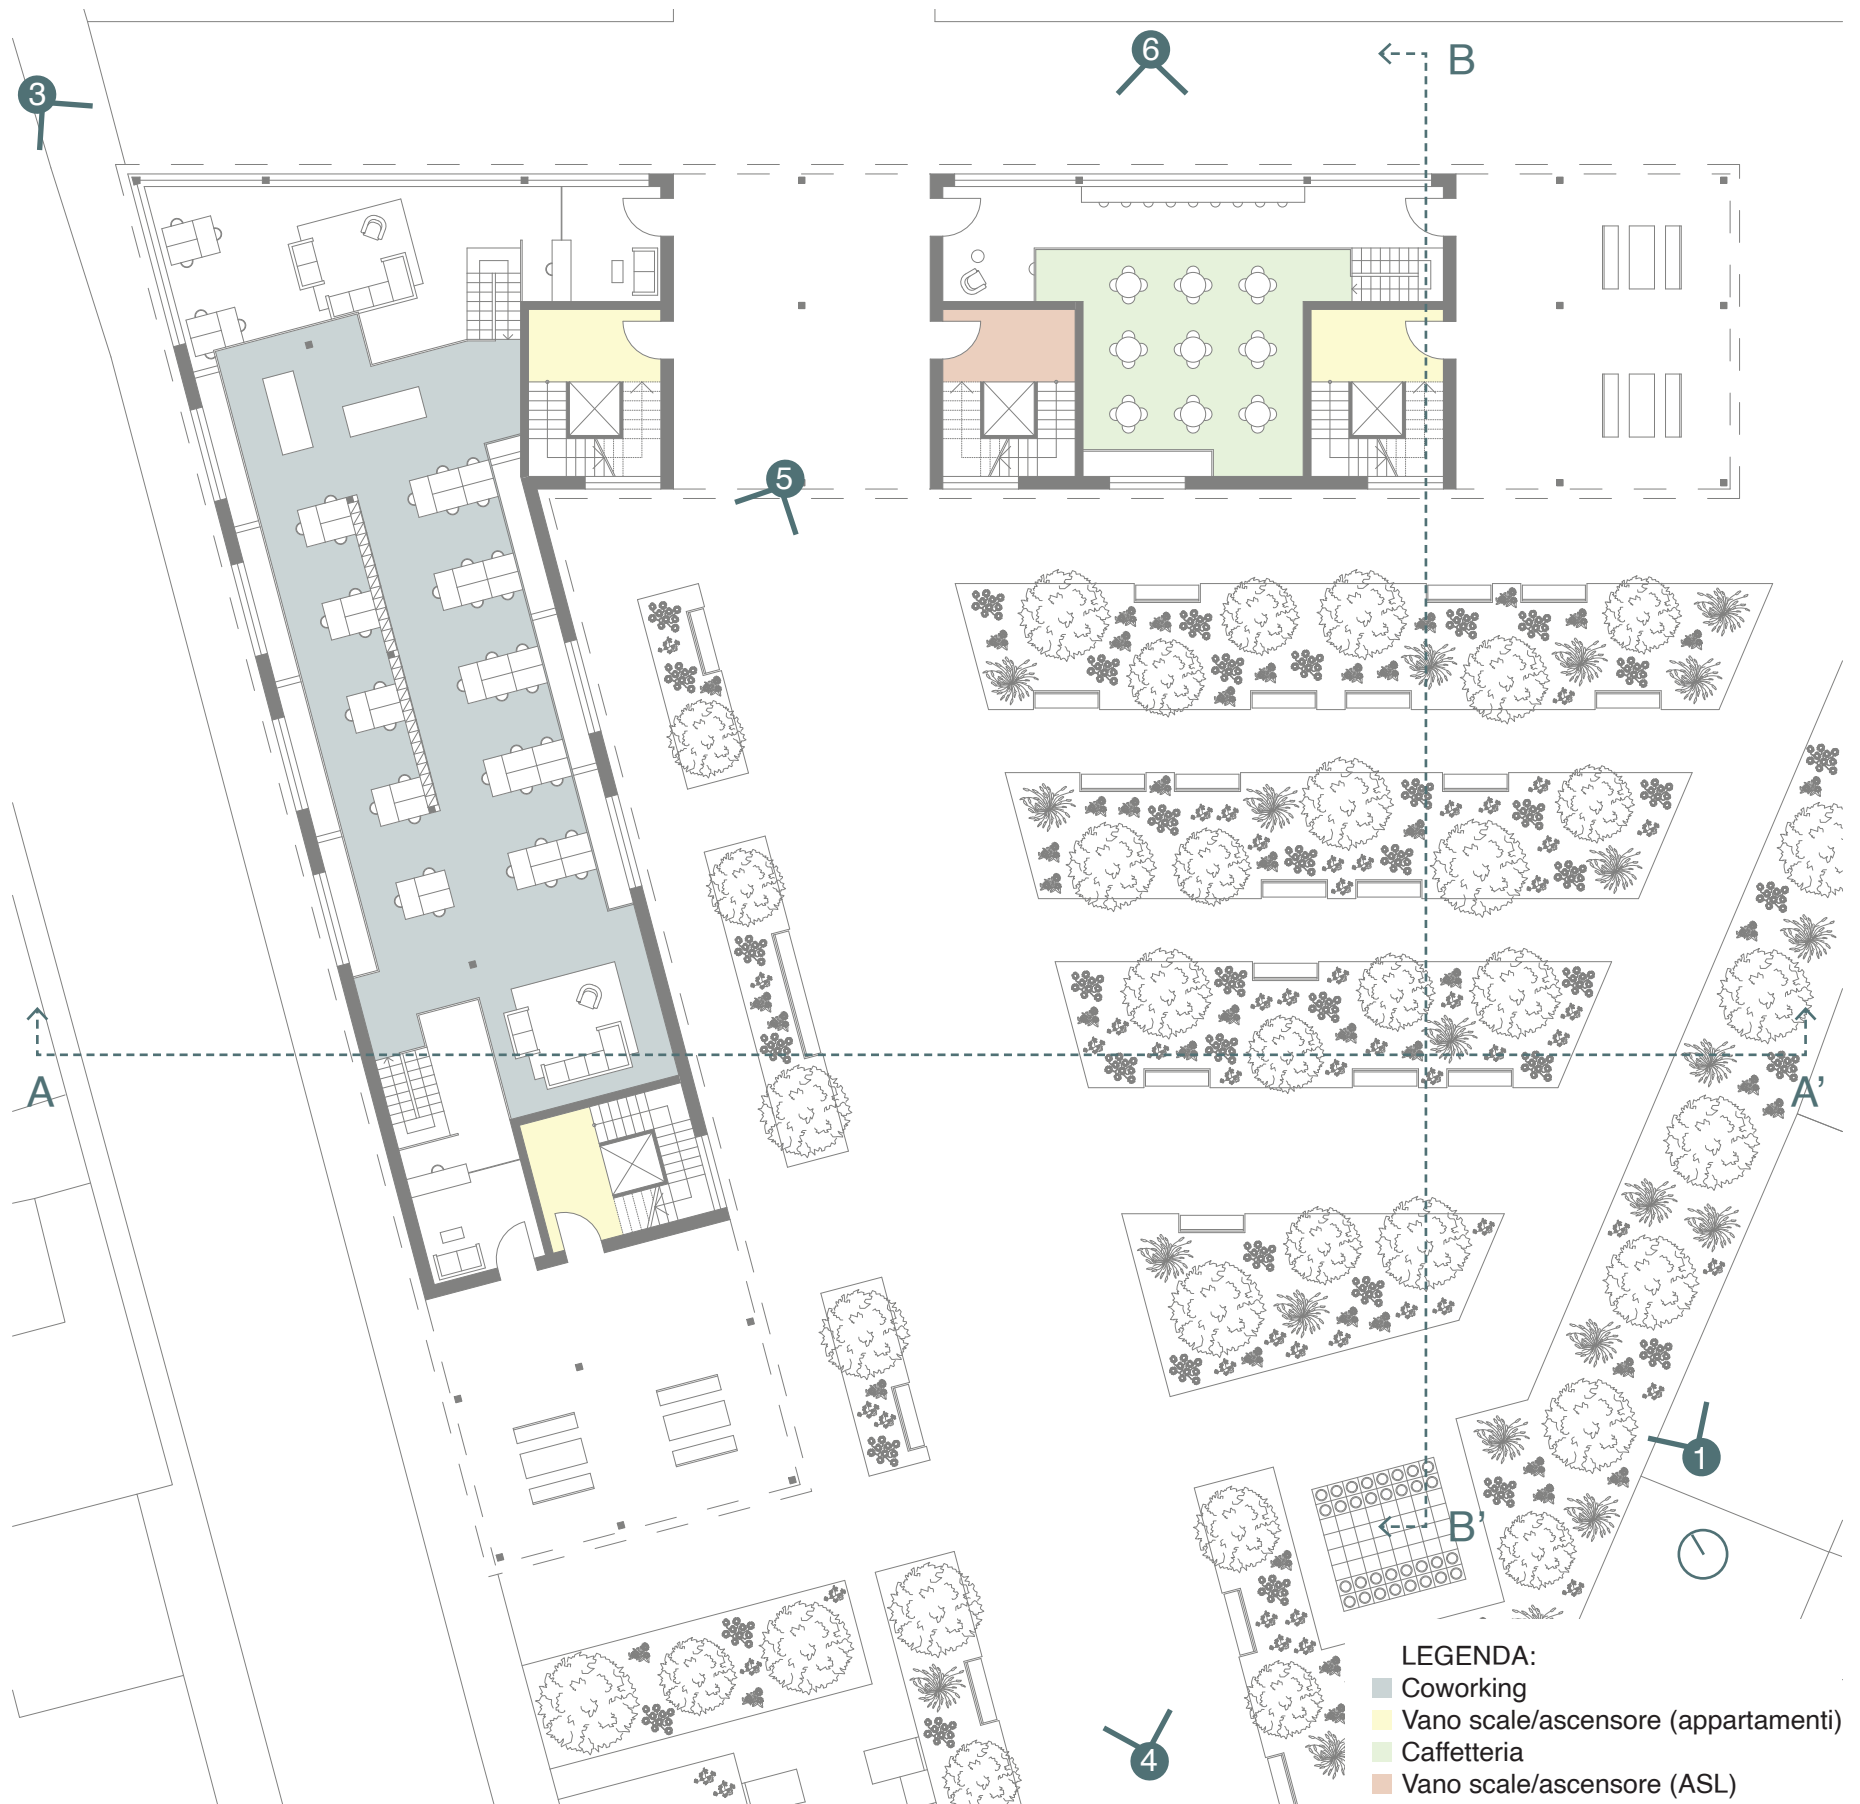 6
B
3
5
A
A'
1
B'
4
LEGENDA:
Coworking
Vano scale/ascensore (appartamenti)
Caffetteria
Vano scale/ascensore (ASL)